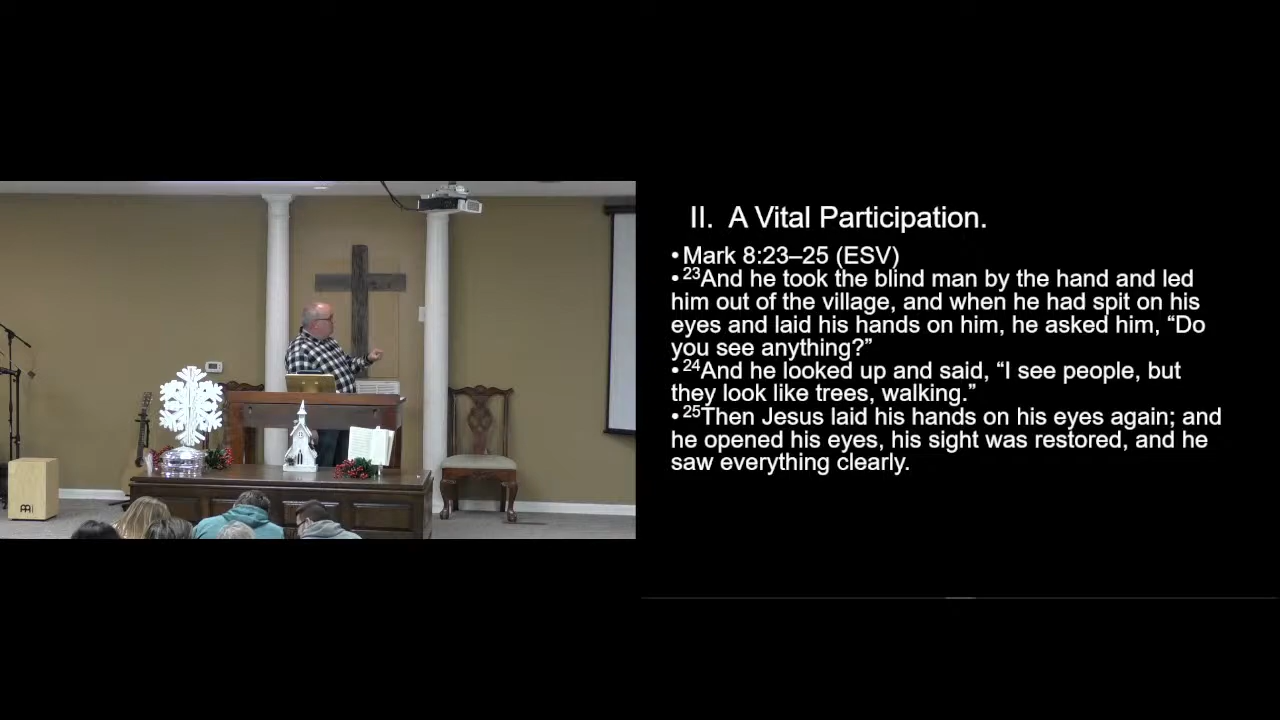 II. A Vital Participation.
•Mark 8:23–25 (ESV)
•23And he took the blind man by the hand and led
him out of the village, and when he had spit on his
eyes and laid his hands on him, he asked him, “Do
you see anything?”
•24And he looked up and said, “I see people, but
they look like trees, walking.”
•25Then Jesus laid his hands on his eyes again; and
he opened his eyes, his sight was restored, and he
saw everything clearly.
MEINL